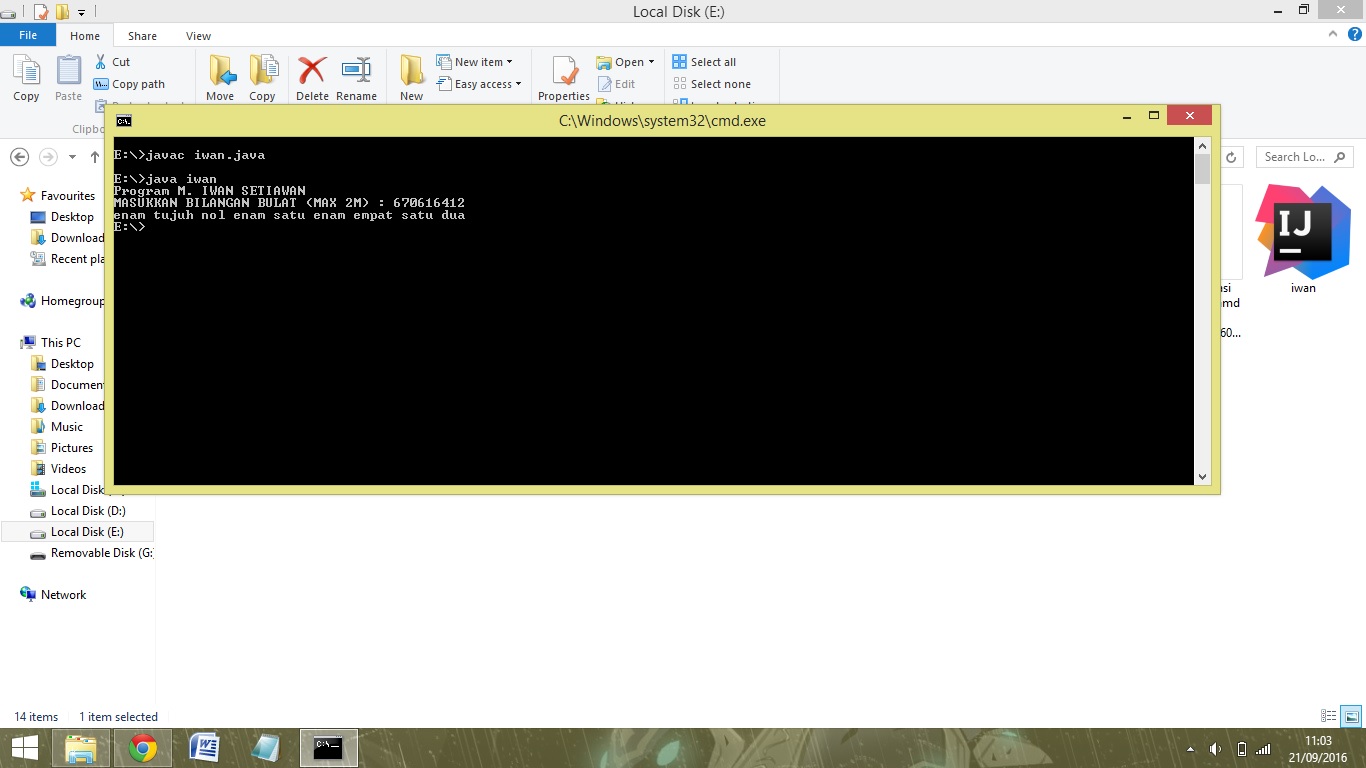 Local Disk (E:)
File Home Share View
Cut
Copy path
Copy Paste
Move Copy Delete Rename New
New item
Easy access
Properties
Open
Edit
Select all
Select none
C:\Windows\system32\cmd.exe
E:\>javac iwan.java
E:\>java iwan
Program M. IWAN SETIAWAN
MASUKKAN BILANGAN BULAT (MAX 2M) : 670616412
enam tujuh nol enam satu enam empat satu dua
E:\>
Search Lo...
Favourites
Desktop
Download
Recent pla
Homegroup
This PC
Desktop
Documen
Download
Music
Pictures
Videos
Local Disk
Local Disk (D:)
Local Disk (E:)
Removable Disk (G:
Network
IJ
iwan
60...
14 items 1 item selected
11:03
21/09/2016